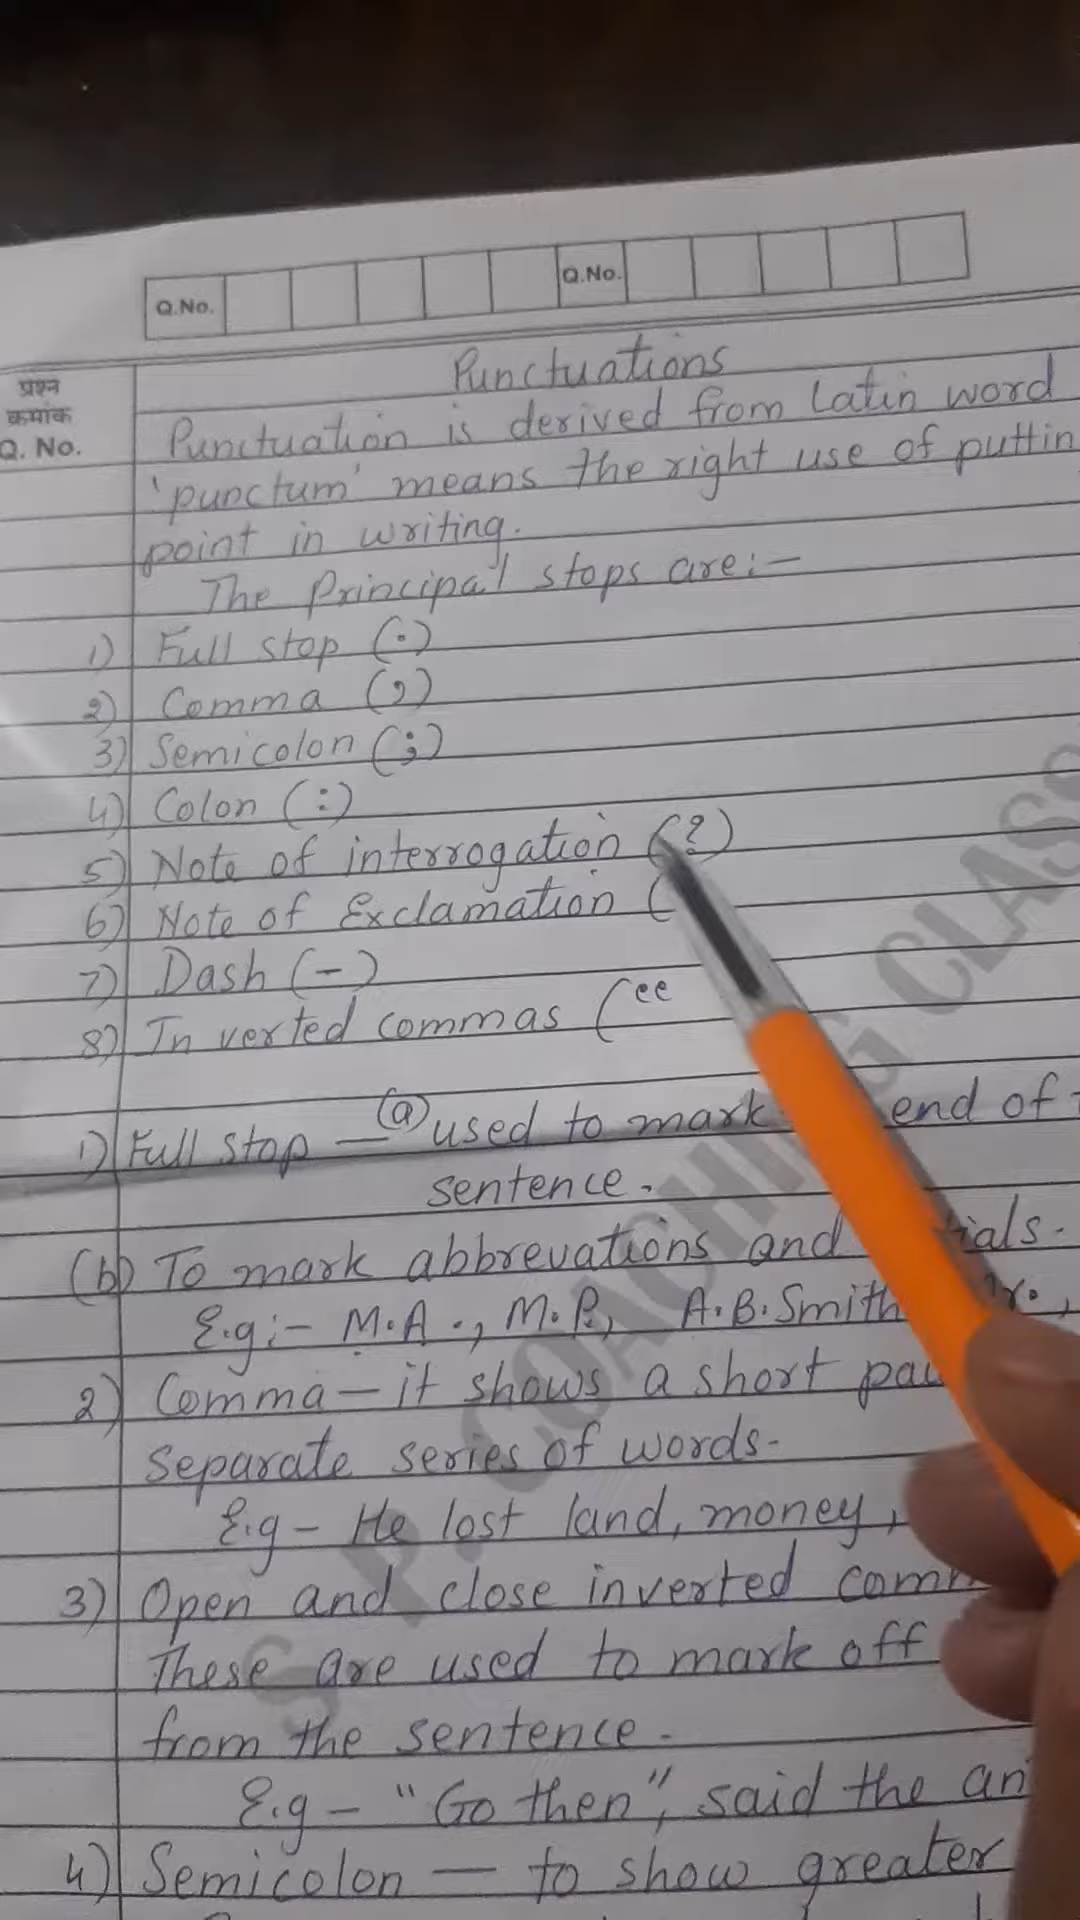 Q.No. Q.No.
प्रश्न
क्रमांक
Q. No.
Punctuations
Punctuation is derived from Latin word
'punctum' means the right use of puttin
point in writing.
The Principal stops are:-
1) Full stop (.)
2) Comma (,)
3) Semicolon (;)
4) Colon (:)
5) Note of interrogation (?)
6) Note of Exclamation (
7) Dash (-)
8) In verted commas (“
1) Full stop — (a) used to mark end of
sentence.
(b) To mark abbrevations and
E.g:- M.A., M.P., A.B.Smith
2) Comma — it shows a short
separate series of words.
E.g - He lost land, money,
3) Open and close inverted
These are used to mark off
from the sentence.
E.g - "Go then", said the
4) Semicolon — to show greater
S.P. COACHING CLASS